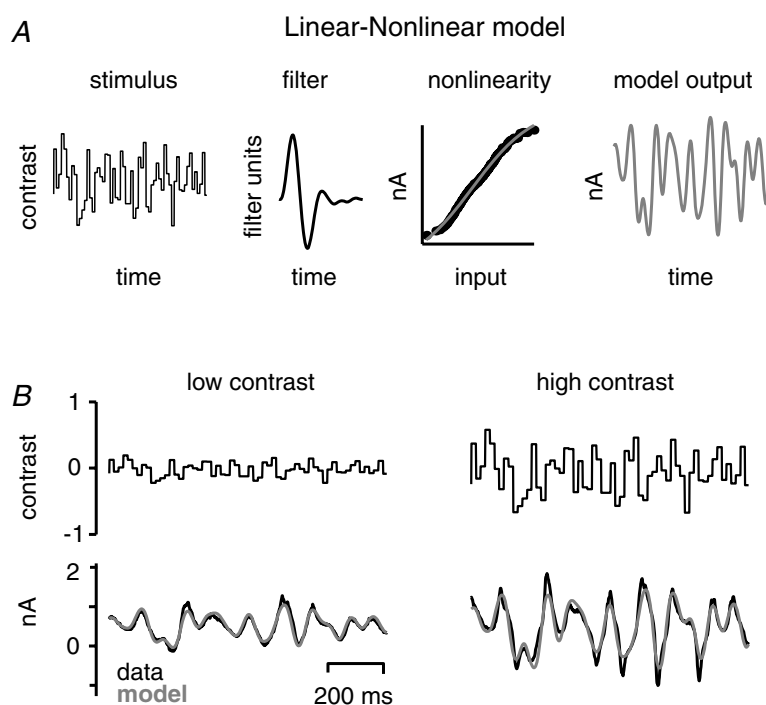 A
Linear-Nonlinear model
stimulus
filter
nonlinearity
model output
contrast
filter units
nA
nA
time
time
input
time
B
low contrast
high contrast
contrast
1
0
-1
nA
2
0
data
model
200 ms